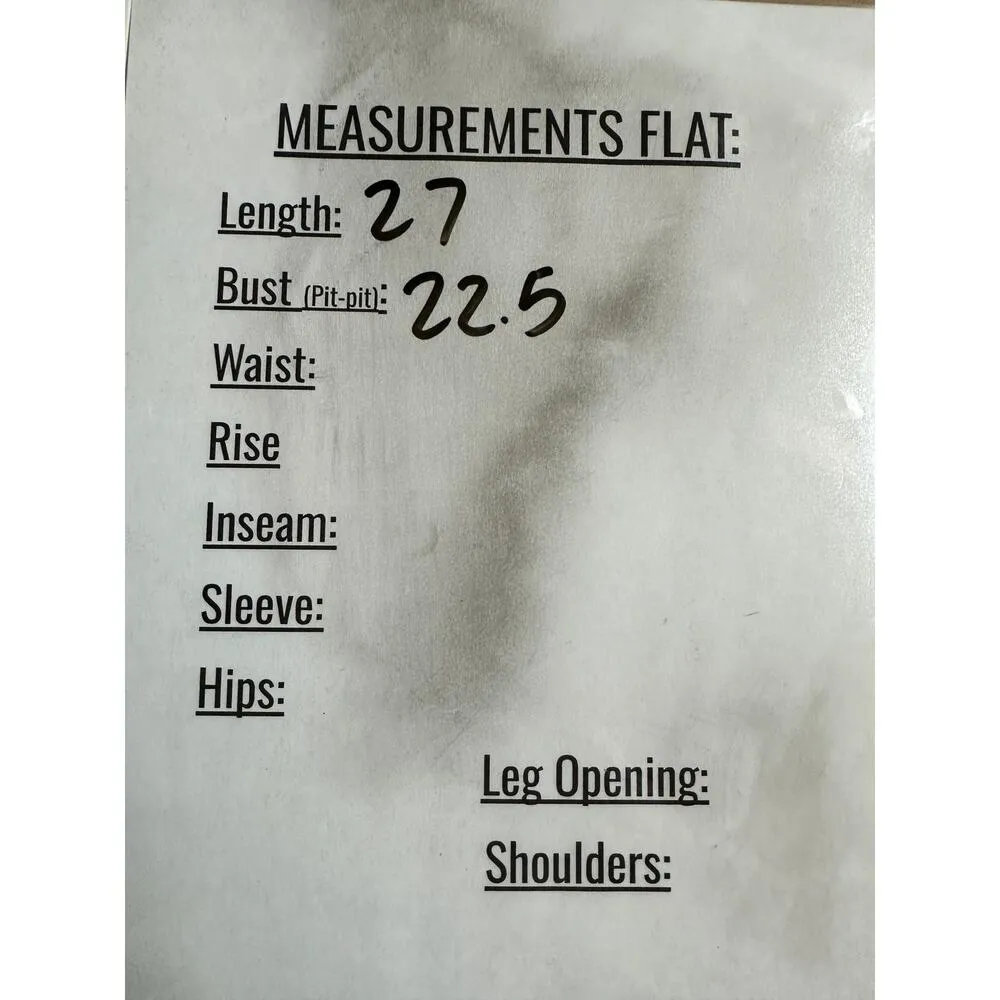 MEASUREMENTS FLAT:
Length: 27
Bust (Pit-pit): 22.5
Waist:
Rise
Inseam:
Sleeve:
Hips:
Leg Opening:
Shoulders: